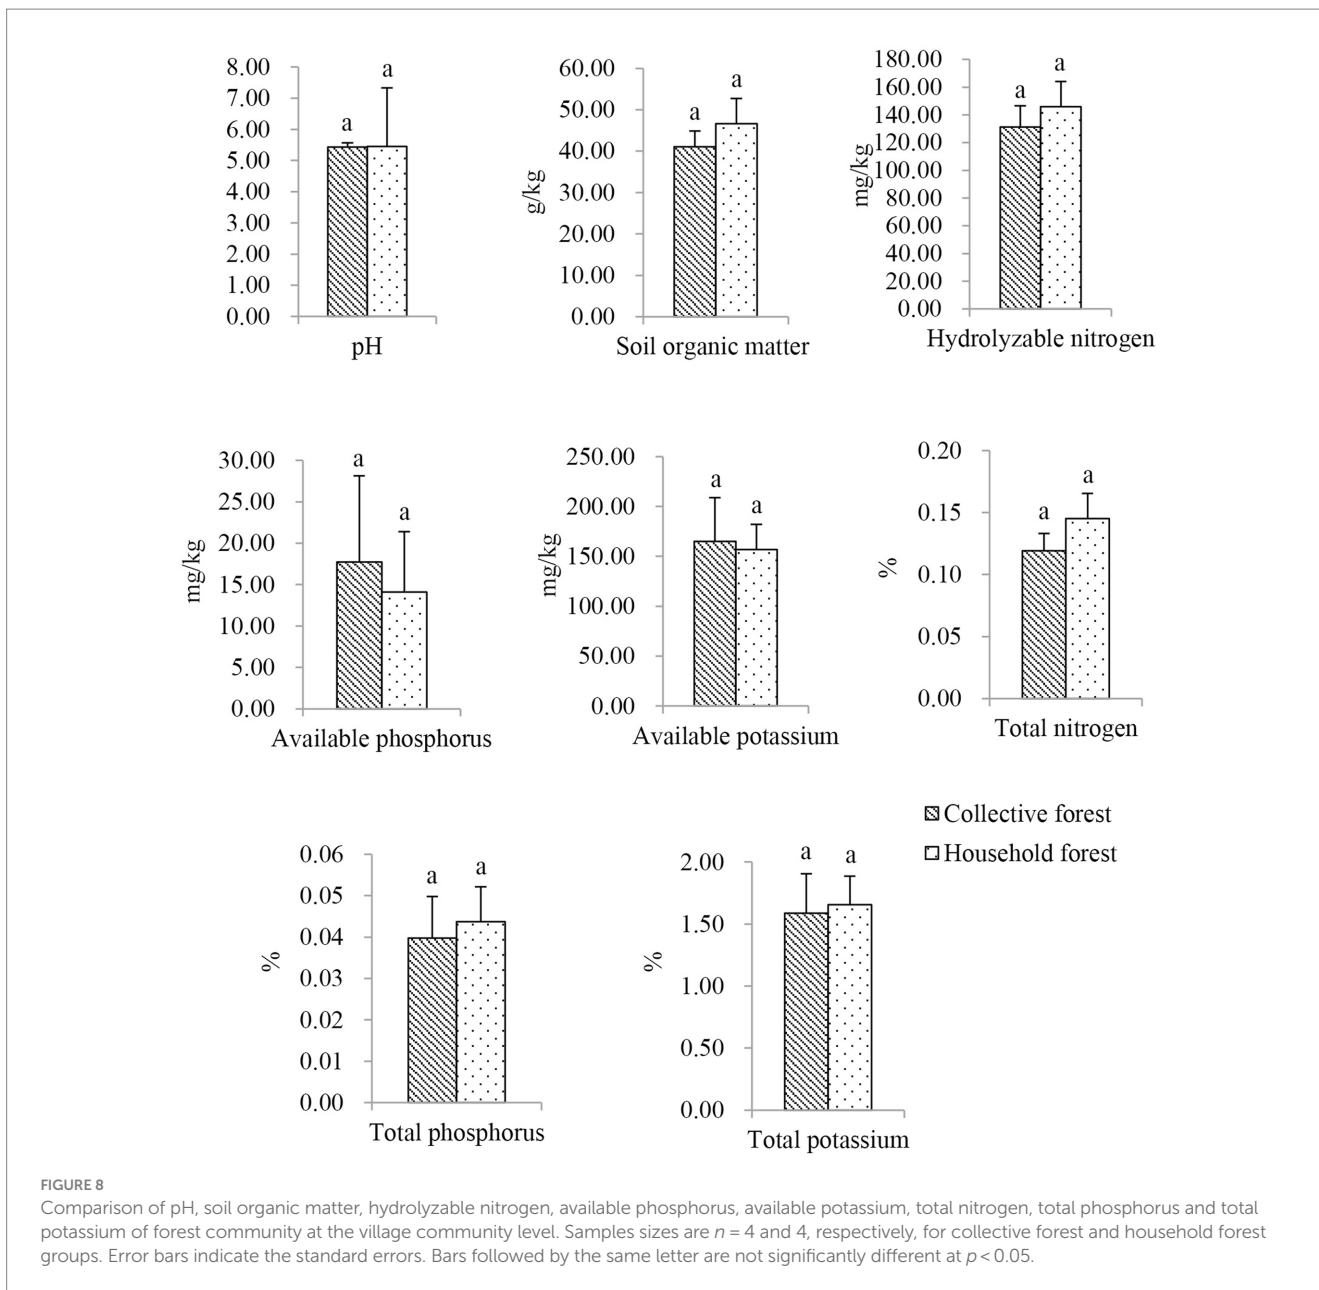 8.00
7.00
6.00
5.00
4.00
3.00
2.00
1.00
0.00
a
a
pH
60.00
50.00
40.00
30.00
20.00
10.00
0.00
g/kg
a
a
Soil organic matter
180.00
160.00
140.00
120.00
100.00
80.00
60.00
40.00
20.00
0.00
mg/kg
a
a
Hydrolyzable nitrogen
30.00
25.00
20.00
15.00
10.00
5.00
0.00
mg/kg
a
a
Available phosphorus
250.00
200.00
150.00
100.00
50.00
0.00
mg/kg
a
a
Available potassium
0.20
0.15
0.10
0.05
0.00
%
a
a
Total nitrogen
0.06
0.05
0.04
0.03
0.02
0.01
0.00
%
a
a
Total phosphorus
2.00
1.50
1.00
0.50
0.00
%
a
a
Total potassium
Collective forest
Household forest
FIGURE 8
Comparison of pH, soil organic matter, hydrolyzable nitrogen, available phosphorus, available potassium, total nitrogen, total phosphorus and total
potassium of forest community at the village community level. Samples sizes are n = 4 and 4, respectively, for collective forest and household forest
groups. Error bars indicate the standard errors. Bars followed by the same letter are not significantly different at p < 0.05.